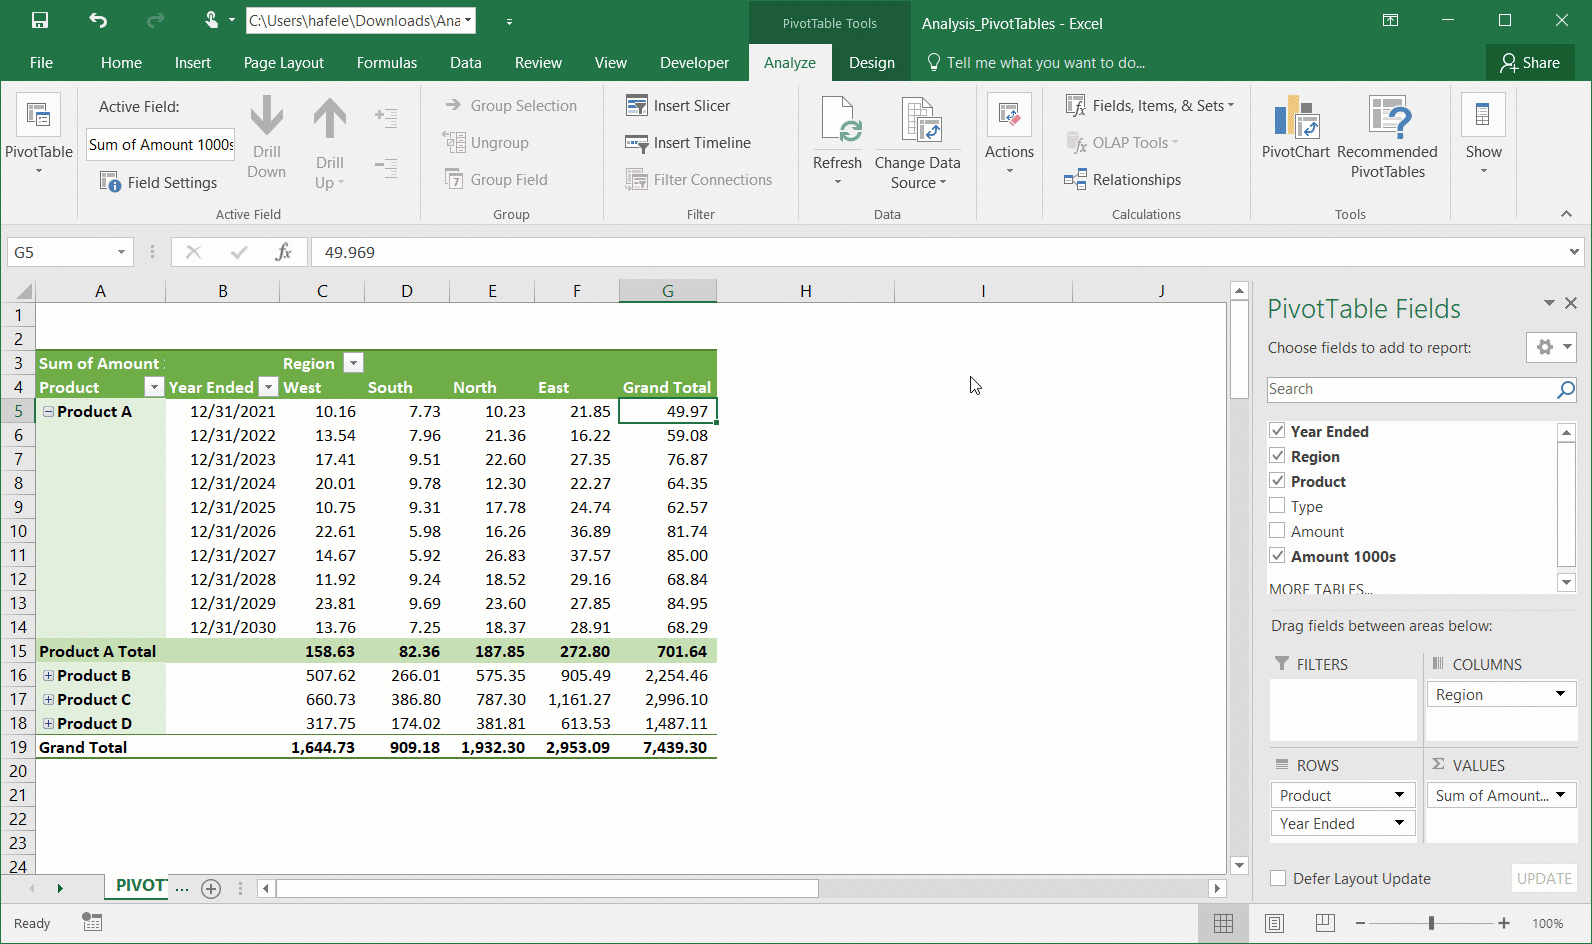 C:\Users\hafele\Downloads\Ana
PivotTable Tools
Analysis_PivotTables - Excel
File Home Insert Page Layout Formulas Data Review View Developer Analyze Design Tell me what you want to do... Share
PivotTable
Active Field:
Sum of Amount 1000s
Field Settings
Drill Down
Drill Up
Active Field
Group Selection
Ungroup
Group Field
Group
Insert Slicer
Insert Timeline
Filter Connections
Filter
Refresh
Change Data Source
Data
Actions
Fields, Items, & Sets
OLAP Tools
Relationships
Calculations
PivotChart
Recommended PivotTables
Tools
Show
G5 fx 49.969
A B C D E F G H I J
1
2
3 Sum of Amount Region
4 Product Year Ended West South North East Grand Total
5 Product A 12/31/2021 10.16 7.73 10.23 21.85 49.97
6 12/31/2022 13.54 7.96 21.36 16.22 59.08
7 12/31/2023 17.41 9.51 22.60 27.35 76.87
8 12/31/2024 20.01 9.78 12.30 22.27 64.35
9 12/31/2025 10.75 9.31 17.78 24.74 62.57
10 12/31/2026 22.61 5.98 16.26 36.89 81.74
11 12/31/2027 14.67 5.92 26.83 37.57 85.00
12 12/31/2028 11.92 9.24 18.52 29.16 68.84
13 12/31/2029 23.81 9.69 23.60 27.85 84.95
14 12/31/2030 13.76 7.25 18.37 28.91 68.29
15 Product A Total 158.63 82.36 187.85 272.80 701.64
16 Product B 507.62 266.01 575.35 905.49 2,254.46
17 Product C 660.73 386.80 787.30 1,161.27 2,996.10
18 Product D 317.75 174.02 381.81 613.53 1,487.11
19 Grand Total 1,644.73 909.18 1,932.30 2,953.09 7,439.30
20
21
22
23
24
PivotTable Fields
Choose fields to add to report:
Search
Year Ended
Region
Product
Type
Amount
Amount 1000s
MORE TABLES...
Drag fields between areas below:
FILTERS
COLUMNS
Region
ROWS
Product
Year Ended
VALUES
Sum of Amount...
Defer Layout Update UPDATE
PIVOT ...
Ready 100%